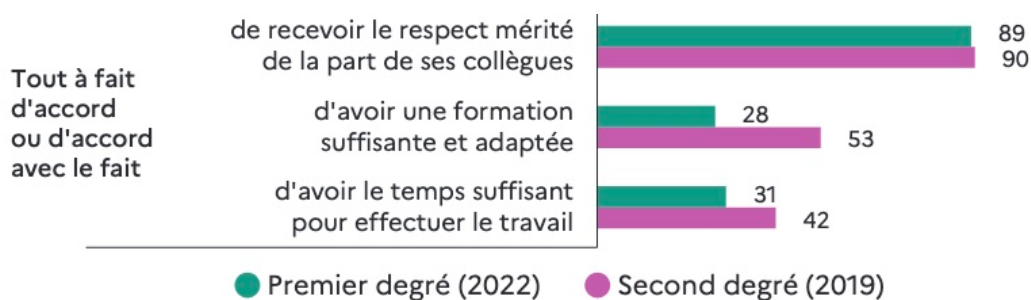 Tout à fait
d'accord
ou d'accord
avec le fait
de recevoir le respect mérité
de la part de ses collègues
89
90
d'avoir une formation
suffisante et adaptée
28
53
d'avoir le temps suffisant
pour effectuer le travail
31
42
Premier degré (2022) Second degré (2019)